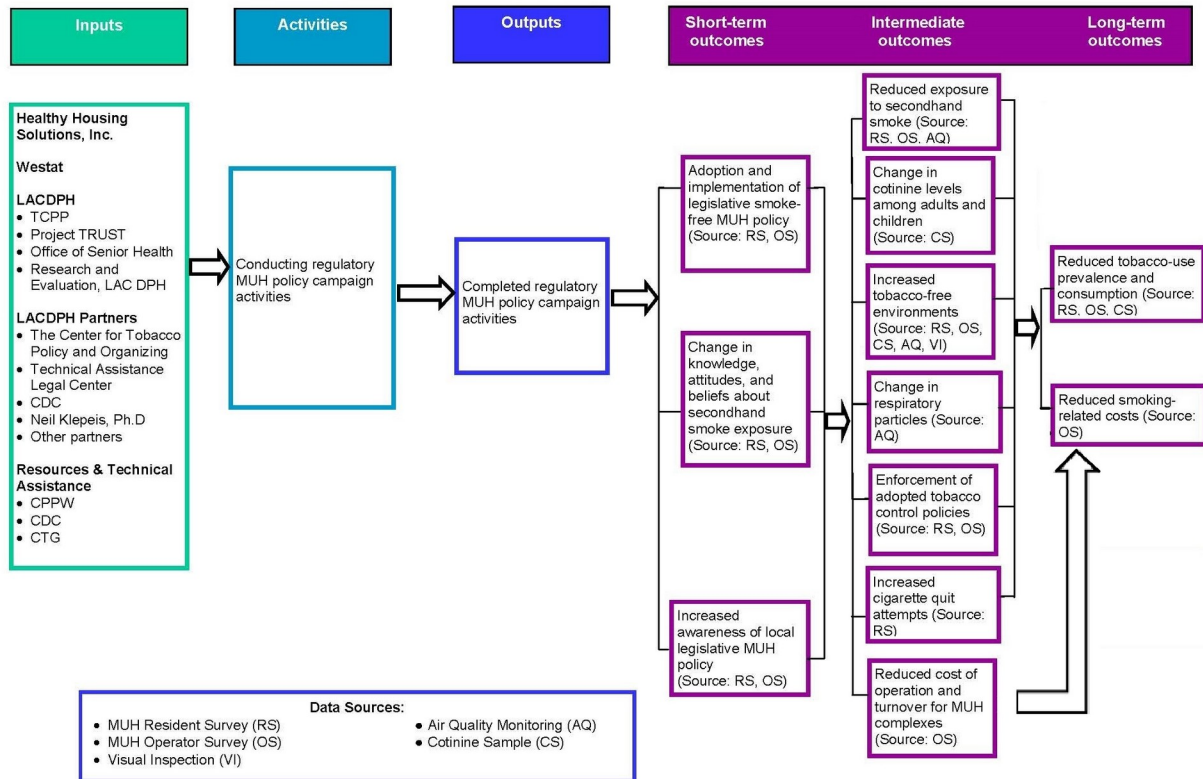 Inputs
Activities
Outputs
Short-term
outcomes
Intermediate
outcomes
Long-term
outcomes
Healthy Housing
Solutions, Inc.
Westat
LACDPH
• TCPP
• Project TRUST
• Office of Senior Health
• Research and
Evaluation, LAC DPH
LACDPH Partners
• The Center for Tobacco
Policy and Organizing
• Technical Assistance
Legal Center
• CDC
• Neil Klepeis, Ph.D
• Other partners
Resources & Technical
Assistance
• CPPW
• CDC
• CTG
Conducting regulatory
MUH policy campaign
activities
Completed regulatory
MUH policy campaign
activities
Adoption and
implementation of
legislative smoke-
free MUH policy
(Source: RS, OS)
Change in
knowledge,
attitudes, and
beliefs about
secondhand
smoke exposure
(Source: RS, OS)
Increased
awareness of local
legislative MUH
policy
(Source: RS, OS)
Reduced exposure
to secondhand
smoke (Source:
RS, OS, AQ)
Change in
cotinine levels
among adults and
children
(Source: CS)
Increased
tobacco-free
environments
(Source: RS, OS,
CS, AQ, VI)
Change in
respiratory
particles (Source:
AQ)
Enforcement of
adopted tobacco
control policies
(Source: RS, OS)
Increased
cigarette quit
attempts (Source:
RS)
Reduced cost of
operation and
turnover for MUH
complexes
(Source: OS)
Reduced tobacco-use
prevalence and
consumption (Source:
RS, OS, CS)
Reduced smoking-
related costs (Source:
OS)
Data Sources:
• MUH Resident Survey (RS)
• MUH Operator Survey (OS)
• Visual Inspection (VI)
• Air Quality Monitoring (AQ)
• Cotinine Sample (CS)